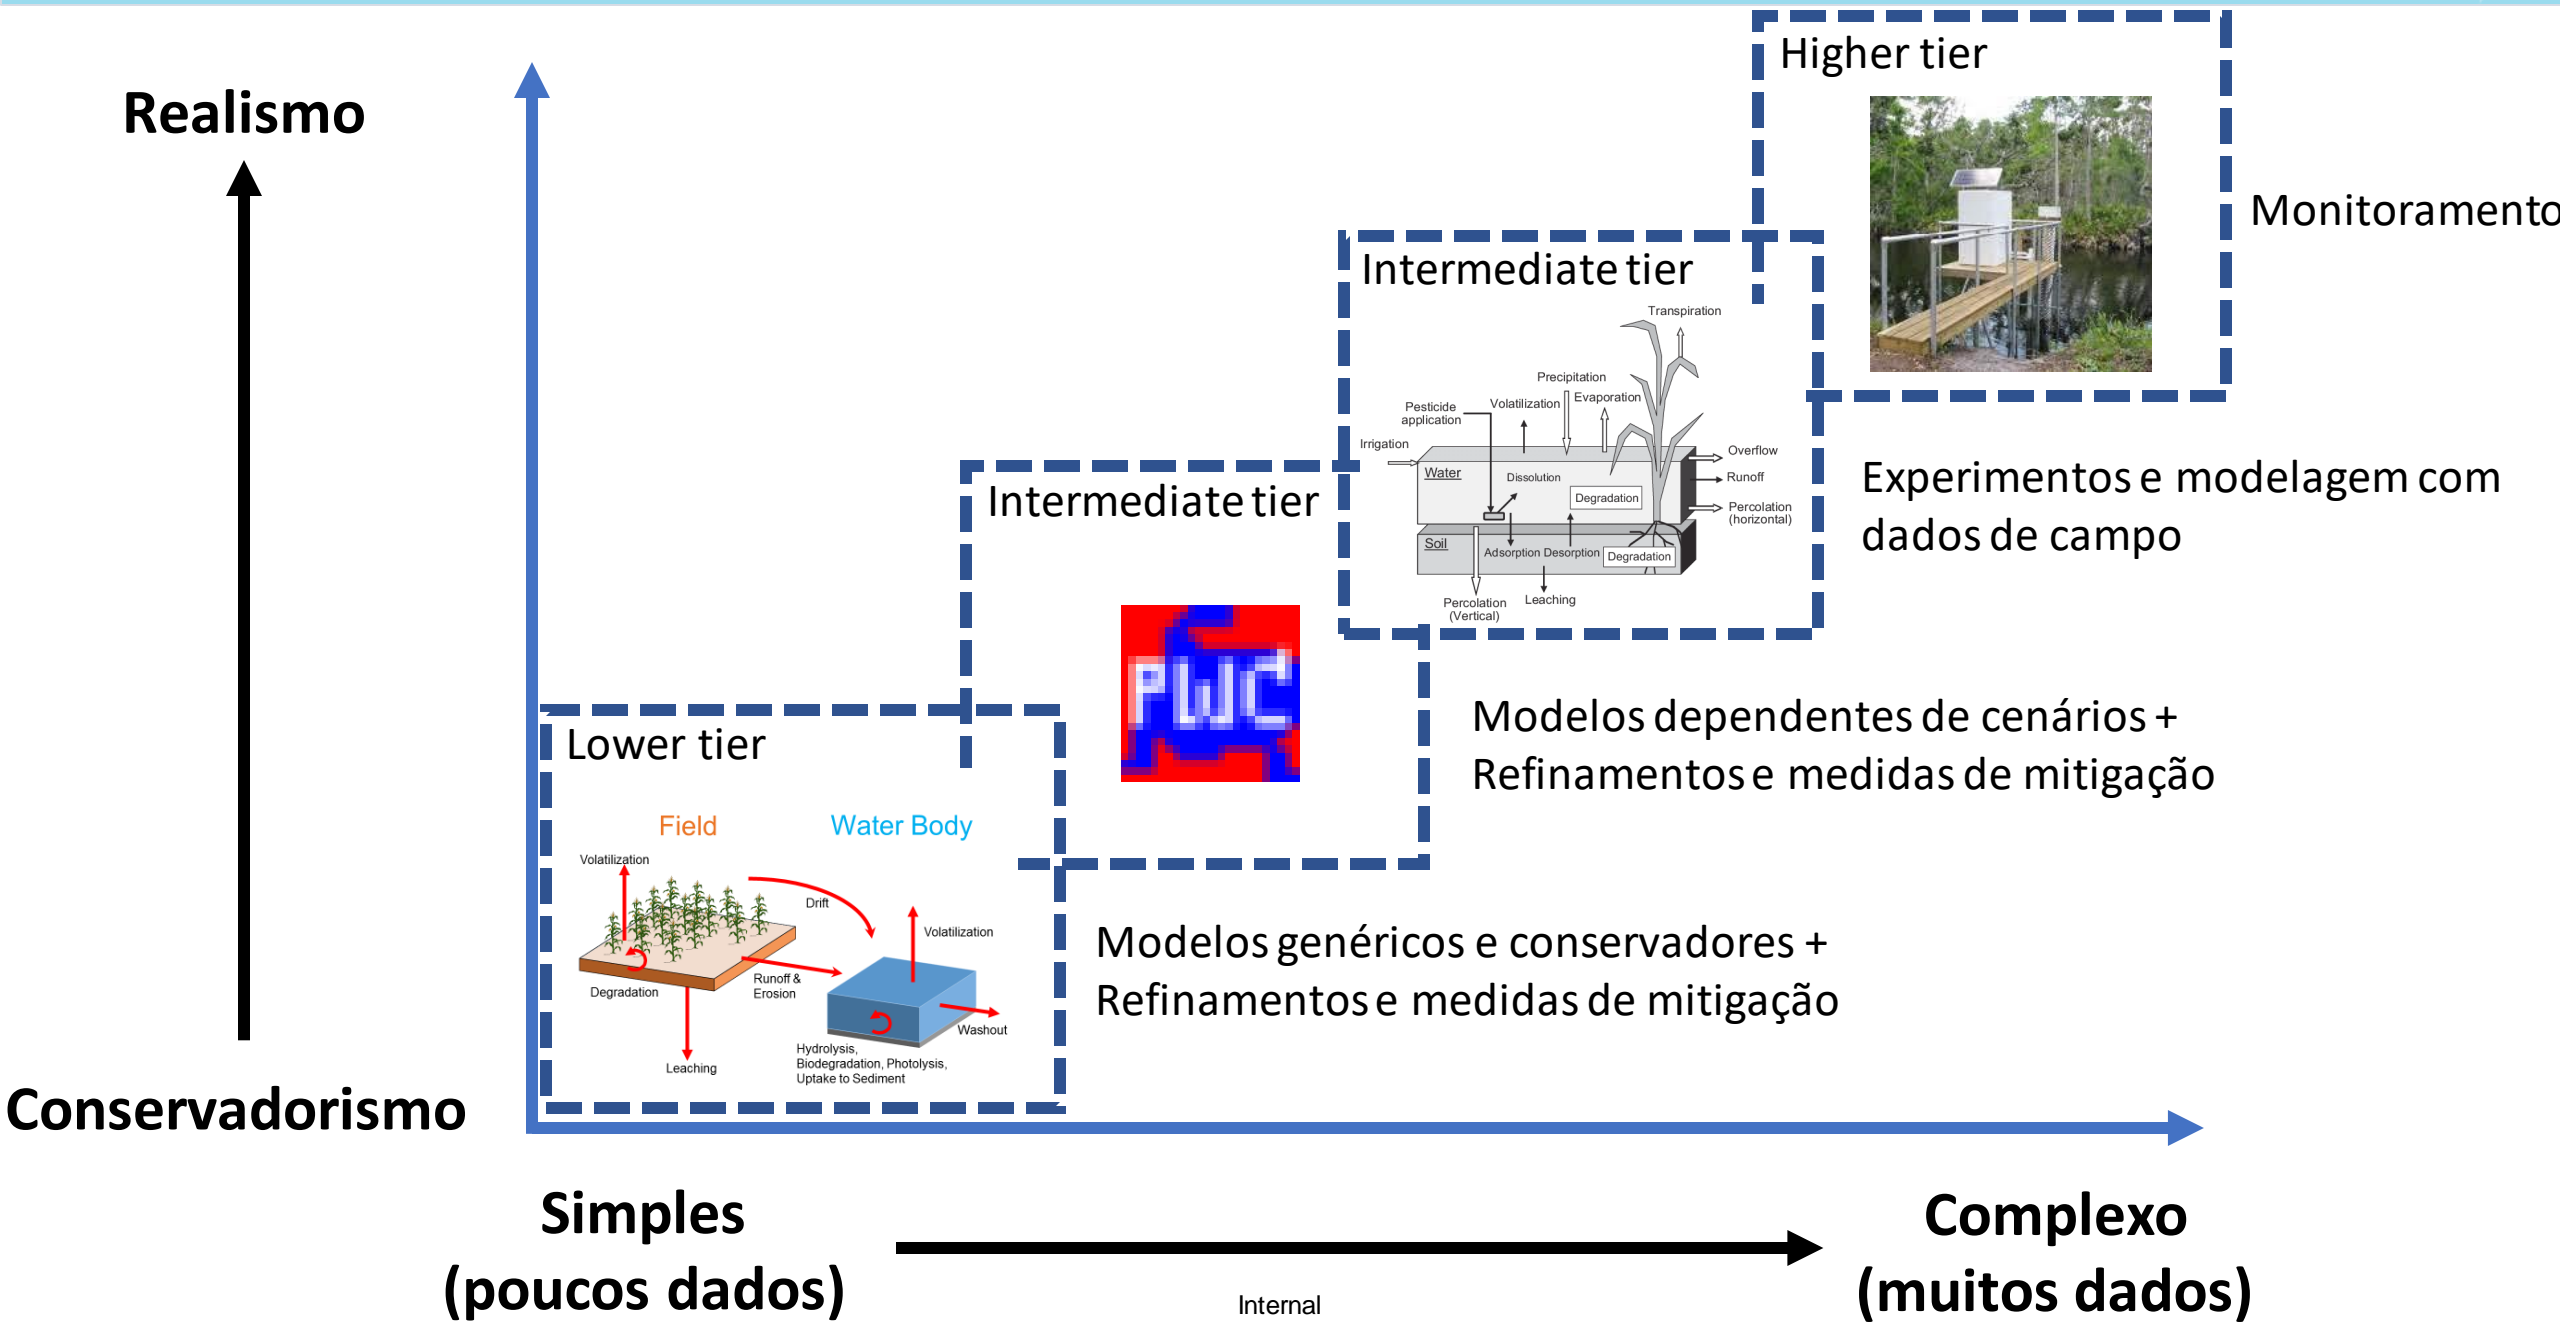 Realismo
Conservadorismo
Higher tier
Monitoramento
Intermediate tier
Transpiration
Precipitation
Pesticide
application
Volatilization
Evaporation
Irrigation
Water
Dissolution
Degradation
Overflow
Runoff
Percolation
(horizontal)
Soil
Adsorption Desorption
Degradation
Percolation
(Vertical)
Leaching
Experimentos e modelagem com
dados de campo
Intermediate tier
PWC
Modelos dependentes de cenários +
Refinamentos e medidas de mitigação
Lower tier
Field
Water Body
Volatilization
Drift
Volatilization
Runoff &
Erosion
Degradation
Washout
Leaching
Hydrolysis,
Biodegradation, Photolysis,
Uptake to Sediment
Modelos genéricos e conservadores +
Refinamentos e medidas de mitigação
Simples
(poucos dados)
Complexo
(muitos dados)
Internal